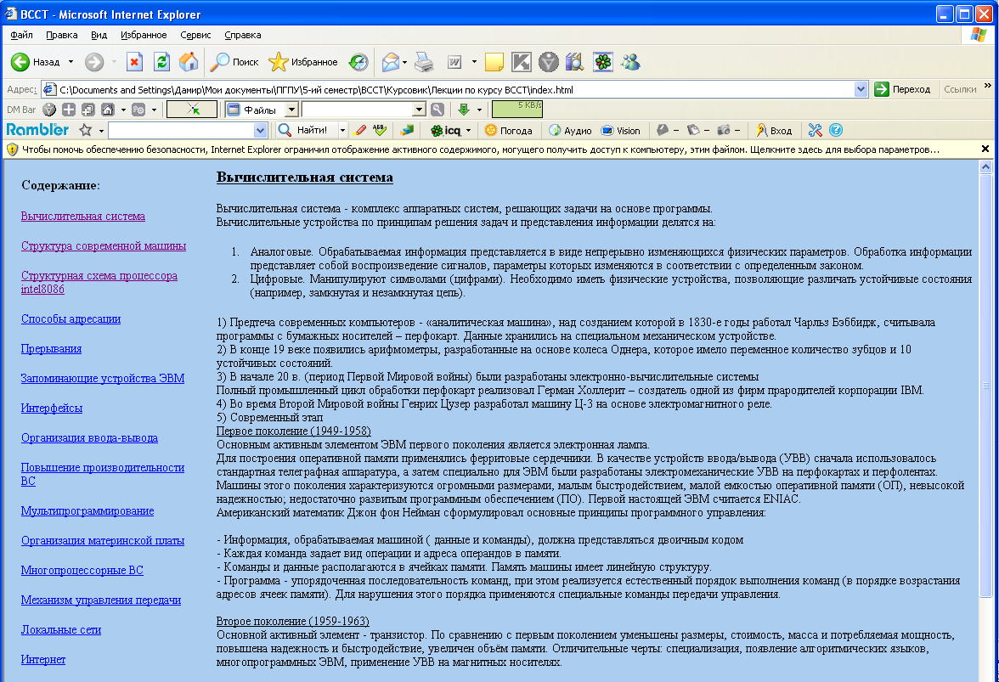 ВССТ - Microsoft Internet Explorer
Файл Правка Вид Избранное Сервис Справка
Назад Поиск Избранное
Адрес: C:\Documents and Settings\Дамир\Мои документы\ПГПУ\5-ий семестр\ВССТ\Курсовик\Лекции по курсу ВССТ\index.html Переход Ссылки »
DM Bar Файлы 5 KB/s
Rambler Найти! АБВ icq Погода Аудио Vision Вход
Чтобы помочь обеспечению безопасности, Internet Explorer ограничил отображение активного содержимого, могущего получить доступ к компьютеру, этим файлом. Щелкните здесь для выбора параметров...
Содержание:
Вычислительная система
Структура современной машины
Структурная схема процессора
intel8086
Способы адресации
Прерывания
Запоминающие устройства ЭВМ
Интерфейсы
Организация ввода-вывода
Повышение производительности
ВС
Мультипрограммирование
Организация материнской платы
Многопроцессорные ВС
Механизм управления передачи
Локальные сети
Интернет
Вычислительная система
Вычислительная система - комплекс аппаратных систем, решающих задачи на основе программы.
Вычислительные устройства по принципам решения задач и представления информации делятся на:
1. Аналоговые. Обрабатываемая информация представляется в виде непрерывно изменяющихся физических параметров. Обработка информации
представляет собой воспроизведение сигналов, параметры которых изменяются в соответствии с определенным законом.
2. Цифровые. Манипулируют символами (цифрами). Необходимо иметь физические устройства, позволяющие различать устойчивые состояния
(например, замкнутая и незамкнутая цепь).
1) Предтеча современных компьютеров - «аналитическая машина», над созданием которой в 1830-е годы работал Чарльз Бэббидж, считывала
программы с бумажных носителей – перфокарт. Данные хранились на специальном механическом устройстве.
2) В конце 19 веке появились арифмометры, разработанные на основе колеса Однера, которое имело переменное количество зубцов и 10
устойчивых состояний.
3) В начале 20 в. (период Первой Мировой войны) были разработаны электронно-вычислительные системы
Полный промышленный цикл обработки перфокарт реализовал Герман Холлерит – создатель одной из фирм прародителей корпорации IBM.
4) Во время Второй Мировой войны Генрих Цузер разработал машину Ц-3 на основе электромагнитного реле.
5) Современный этап
Первое поколение (1949-1958)
Основным активным элементом ЭВМ первого поколения является электронная лампа.
Для построения оперативной памяти применялись ферритовые сердечники. В качестве устройств ввода/вывода (УВВ) сначала использовалось
стандартная телеграфная аппаратура, а затем специально для ЭВМ были разработаны электромеханические УВВ на перфокартах и перфолентах.
Машины этого поколения характеризуются огромными размерами, малым быстродействием, малой емкостью оперативной памяти (ОП), невысокой
надежностью; недостаточно развитым программным обеспечением (ПО). Первой настоящей ЭВМ считается ENIAC.
Американский математик Джон фон Нейман сформулировал основные принципы программного управления:
- Информация, обрабатываемая машиной ( данные и команды), должна представляться двоичным кодом
- Каждая команда задает вид операции и адреса операндов в памяти.
- Команды и данные располагаются в ячейках памяти. Память машины имеет линейную структуру.
- Программа - упорядоченная последовательность команд, при этом реализуется естественный порядок выполнения команд (в порядке возрастания
адресов ячеек памяти). Для нарушения этого порядка применяются специальные команды передачи управления.
Второе поколение (1959-1963)
Основной активный элемент - транзистор. По сравнению с первым поколением уменьшены размеры, стоимость, масса и потребляемая мощность,
повышена надежность и быстродействие, увеличен объём памяти. Отличительные черты: специализация, появление алгоритмических языков,
многопрограммных ЭВМ, применение УВВ на магнитных носителях.